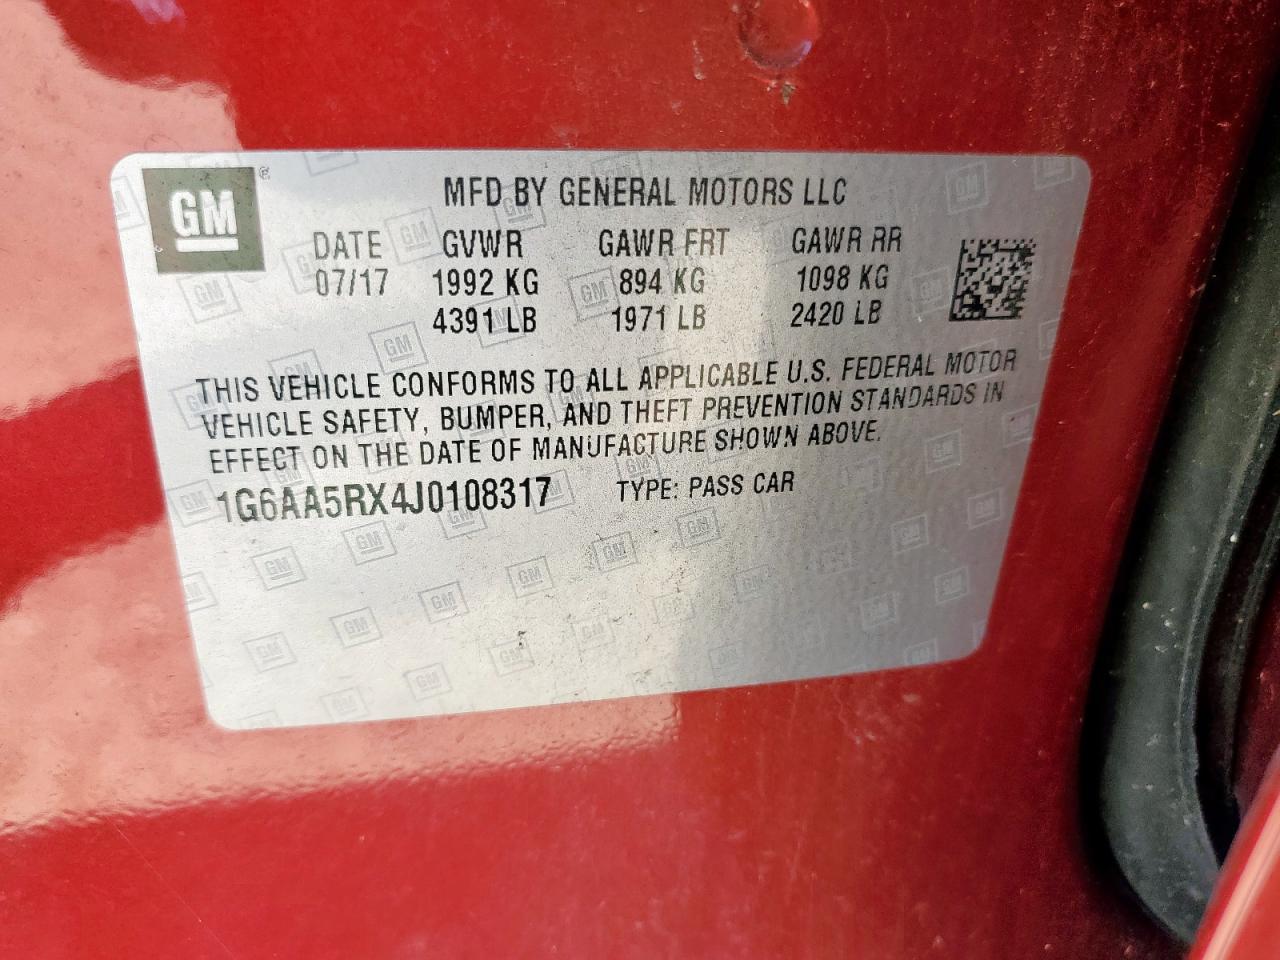 GM ®
MFD BY GENERAL MOTORS LLC
DATE GVWR GAWR FRT GAWR RR
07/17 1992 KG 894 KG 1098 KG
4391 LB 1971 LB 2420 LB
THIS VEHICLE CONFORMS TO ALL APPLICABLE U.S. FEDERAL MOTOR
VEHICLE SAFETY, BUMPER, AND THEFT PREVENTION STANDARDS IN
EFFECT ON THE DATE OF MANUFACTURE SHOWN ABOVE.
1G6AA5RX4J0108317 TYPE: PASS CAR